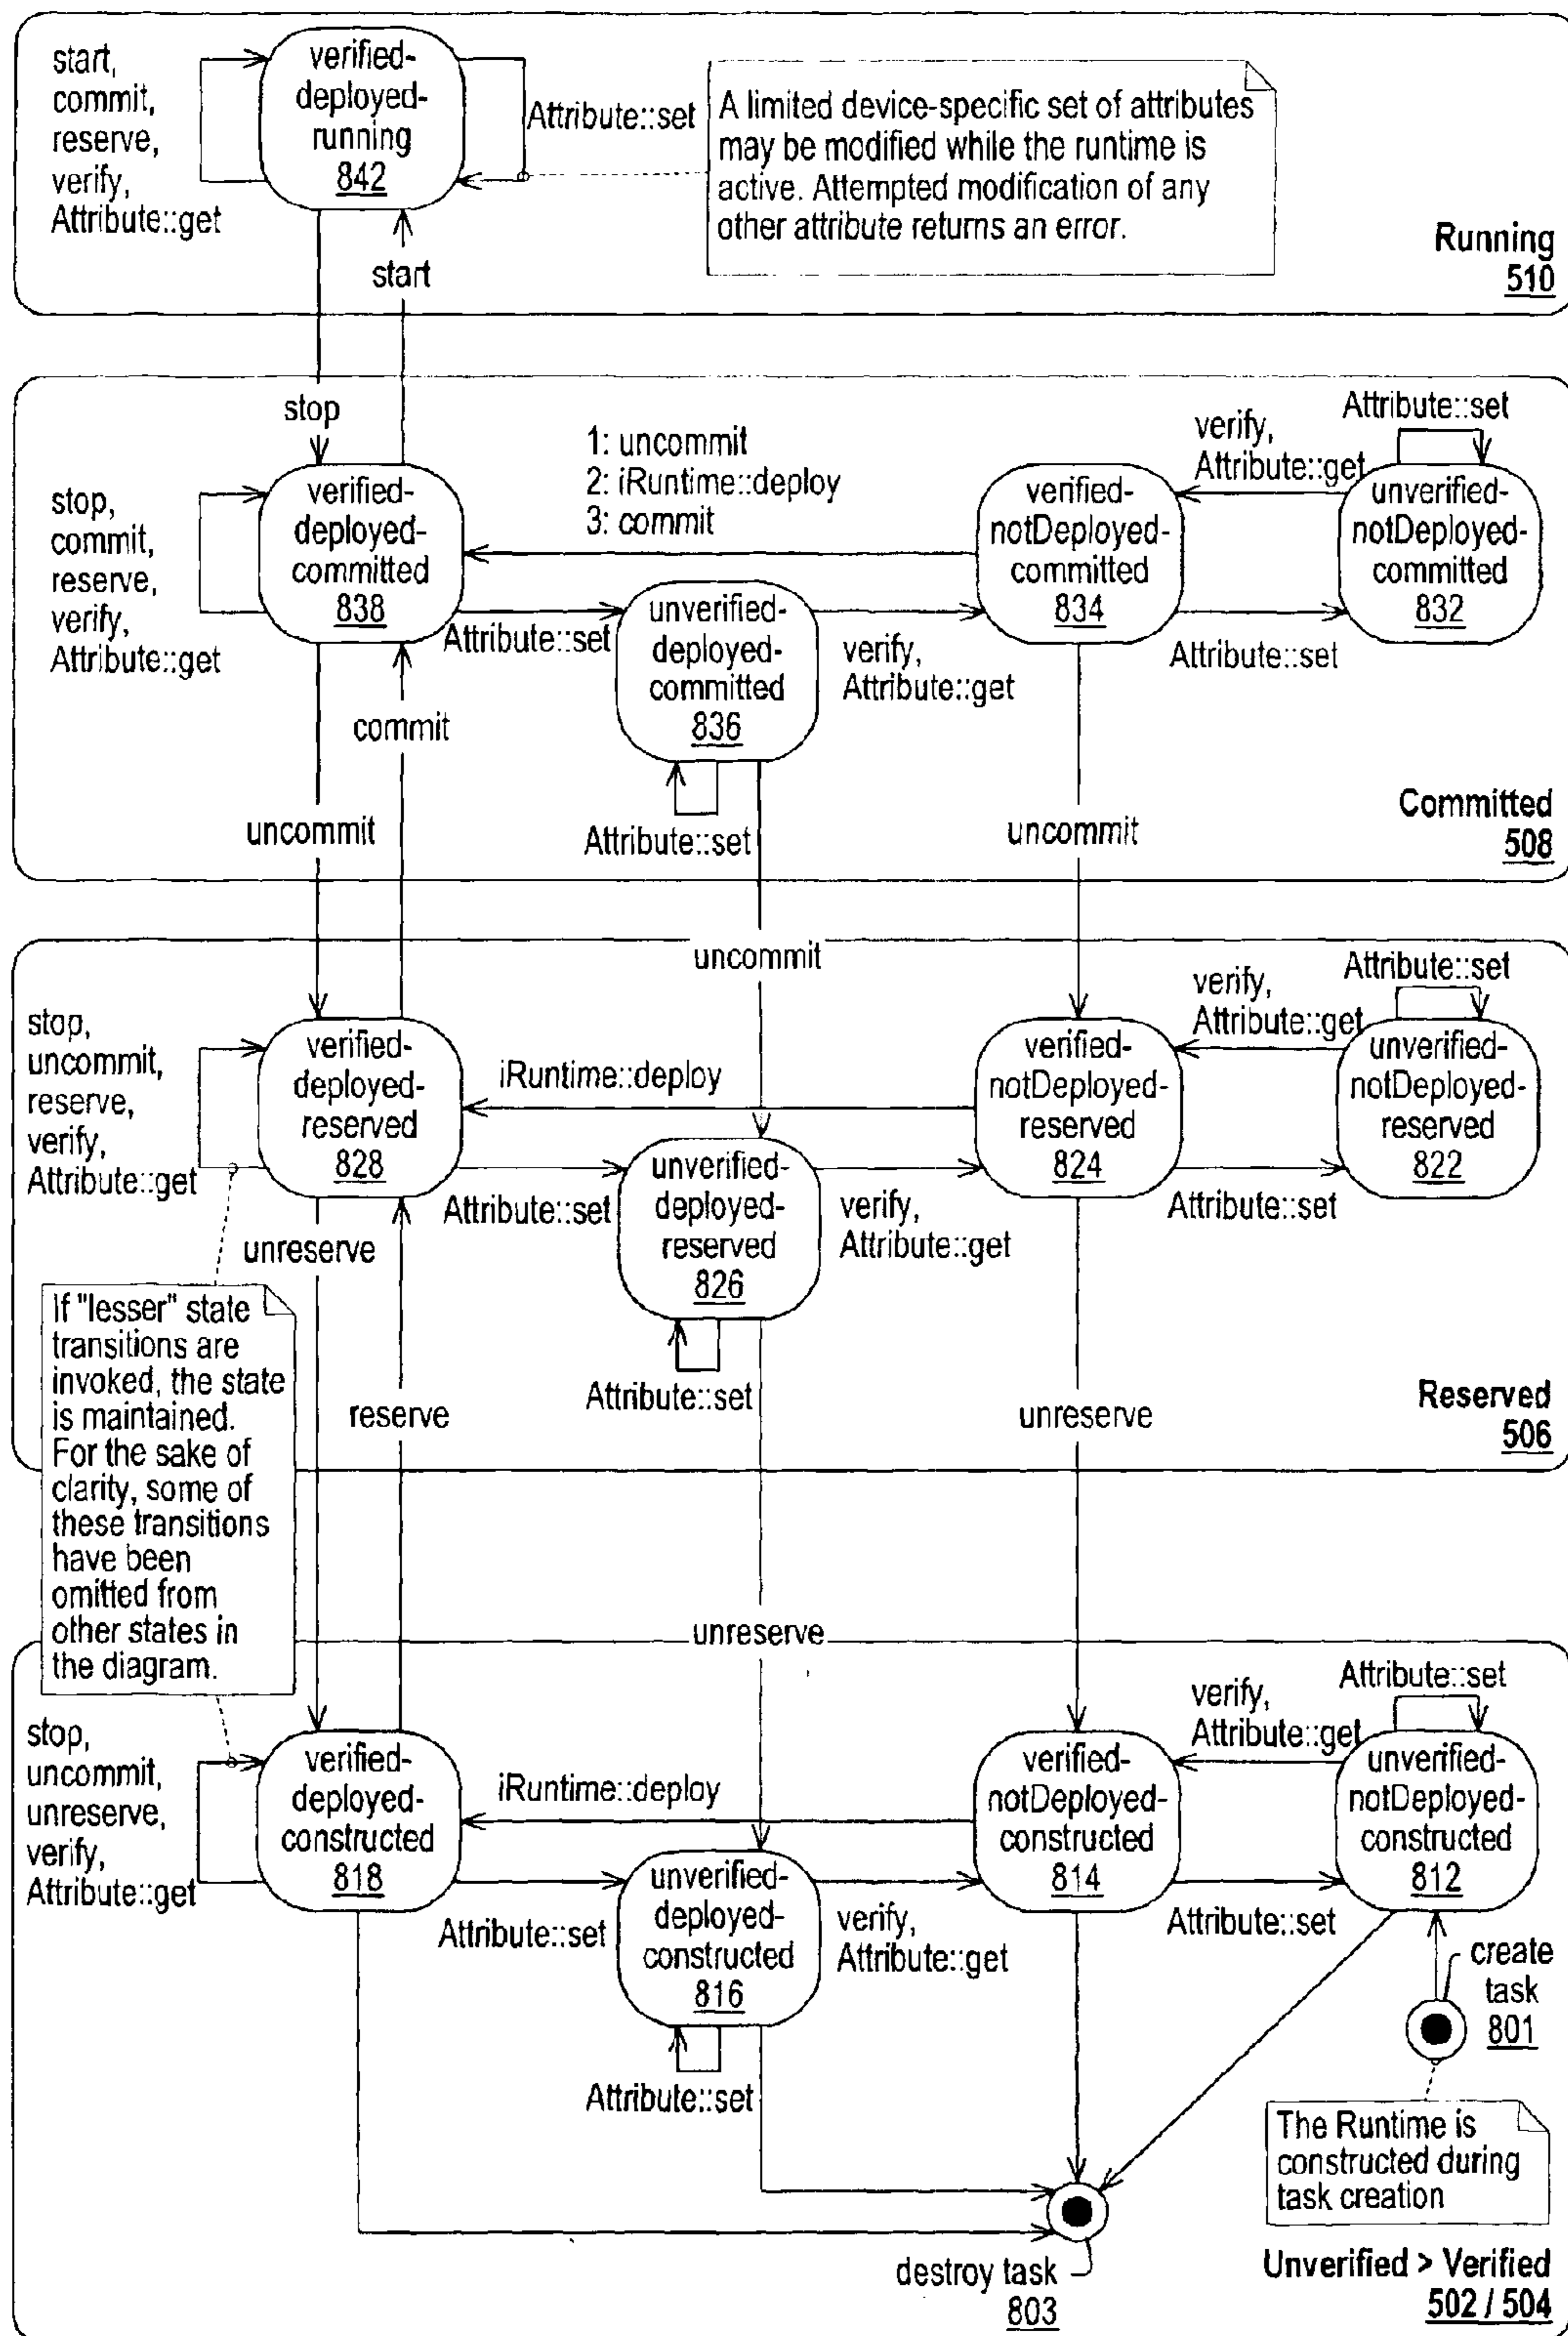 start,
commit,
reserve,
verify,
Attribute::get
verified-
deployed-
running
842
Attribute::set
A limited device-specific set of attributes
may be modified while the runtime is
active. Attempted modification of any
other attribute returns an error.
Running
510
start
stop
stop,
commit,
reserve,
verify,
Attribute::get
verified-
deployed-
committed
838
1: uncommit
2: iRuntime::deploy
3: commit
Attribute::set
unverified-
deployed-
committed
836
Attribute::set
verify,
Attribute::get
verified-
notDeployed-
committed
834
verify,
Attribute::get
Attribute::set
unverified-
notDeployed-
committed
832
Attribute::set
commit
uncommit
uncommit
Committed
508
uncommit
stop,
uncommit,
reserve,
verify,
Attribute::get
verified-
deployed-
reserved
828
iRuntime::deploy
Attribute::set
unverified-
deployed-
reserved
826
Attribute::set
verify,
Attribute::get
verified-
notDeployed-
reserved
824
verify,
Attribute::get
Attribute::set
unverified-
notDeployed-
reserved
822
Attribute::set
unreserve
If "lesser" state
transitions are
invoked, the state
is maintained.
For the sake of
clarity, some of
these transitions
have been
omitted from
other states in
the diagram.
reserve
unreserve
Reserved
506
unreserve
stop,
uncommit,
unreserve,
verify,
Attribute::get
verified-
deployed-
constructed
818
iRuntime::deploy
Attribute::set
unverified-
deployed-
constructed
816
Attribute::set
verify,
Attribute::get
verified-
notDeployed-
constructed
814
verify,
Attribute::get
Attribute::set
unverified-
notDeployed-
constructed
812
Attribute::set
create
task
801
The Runtime is
constructed during
task creation
destroy task
803
Unverified > Verified
502 / 504